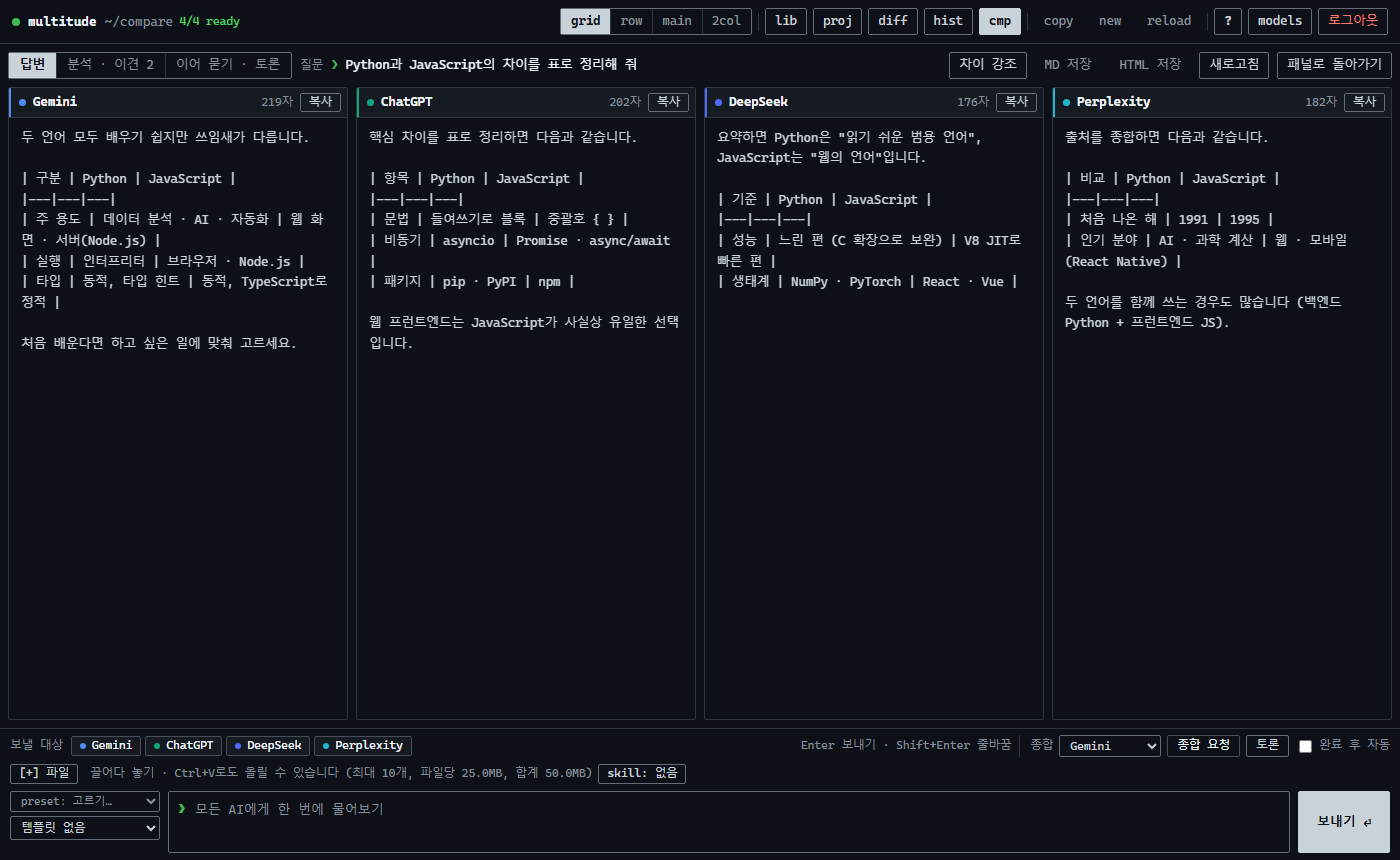 multitude ~/compare 4/4 ready grid row main 2col lib proj diff hist cmp copy new reload ? models 로그아웃
답변 분석 · 이견 2 이어 묻기 · 토론 질문 ❯ Python과 JavaScript의 차이를 표로 정리해 줘 차이 강조 MD 저장 HTML 저장 새로고침 패널로 돌아가기
Gemini 219자 복사
두 언어 모두 배우기 쉽지만 쓰임새가 다릅니다.
| 구분 | Python | JavaScript |
|---|---|---|
| 주 용도 | 데이터 분석 · AI · 자동화 | 웹 화
면 · 서버(Node.js) |
| 실행 | 인터프리터 | 브라우저 · Node.js |
| 타입 | 동적, 타입 힌트 | 동적, TypeScript로
정적 |
처음 배운다면 하고 싶은 일에 맞춰 고르세요.
ChatGPT 202자 복사
핵심 차이를 표로 정리하면 다음과 같습니다.
| 항목 | Python | JavaScript |
|---|---|---|
| 문법 | 들여쓰기로 블록 | 중괄호 { } |
| 비동기 | asyncio | Promise · async/await
|
| 패키지 | pip · PyPI | npm |
웹 프런트엔드는 JavaScript가 사실상 유일한 선택
입니다.
DeepSeek 176자 복사
요약하면 Python은 "읽기 쉬운 범용 언어",
JavaScript는 "웹의 언어"입니다.
| 기준 | Python | JavaScript |
|---|---|---|
| 성능 | 느린 편 (C 확장으로 보완) | V8 JIT로
빠른 편 |
| 생태계 | NumPy · PyTorch | React · Vue |
Perplexity 182자 복사
출처를 종합하면 다음과 같습니다.
| 비교 | Python | JavaScript |
|---|---|---|
| 처음 나온 해 | 1991 | 1995 |
| 인기 분야 | AI · 과학 계산 | 웹 · 모바일
(React Native) |
두 언어를 함께 쓰는 경우도 많습니다 (백엔드
Python + 프런트엔드 JS).
보낼 대상 Gemini ChatGPT DeepSeek Perplexity Enter 보내기 · Shift+Enter 줄바꿈 종합 Gemini 종합 요청 토론 완료 후 자동
[+] 파일 끌어다 놓기 · Ctrl+V로도 올릴 수 있습니다 (최대 10개, 파일당 25.0MB, 합계 50.0MB) skill: 없음
preset: 고르기…
템플릿 없음
❯ 모든 AI에게 한 번에 물어보기
보내기 ⏎